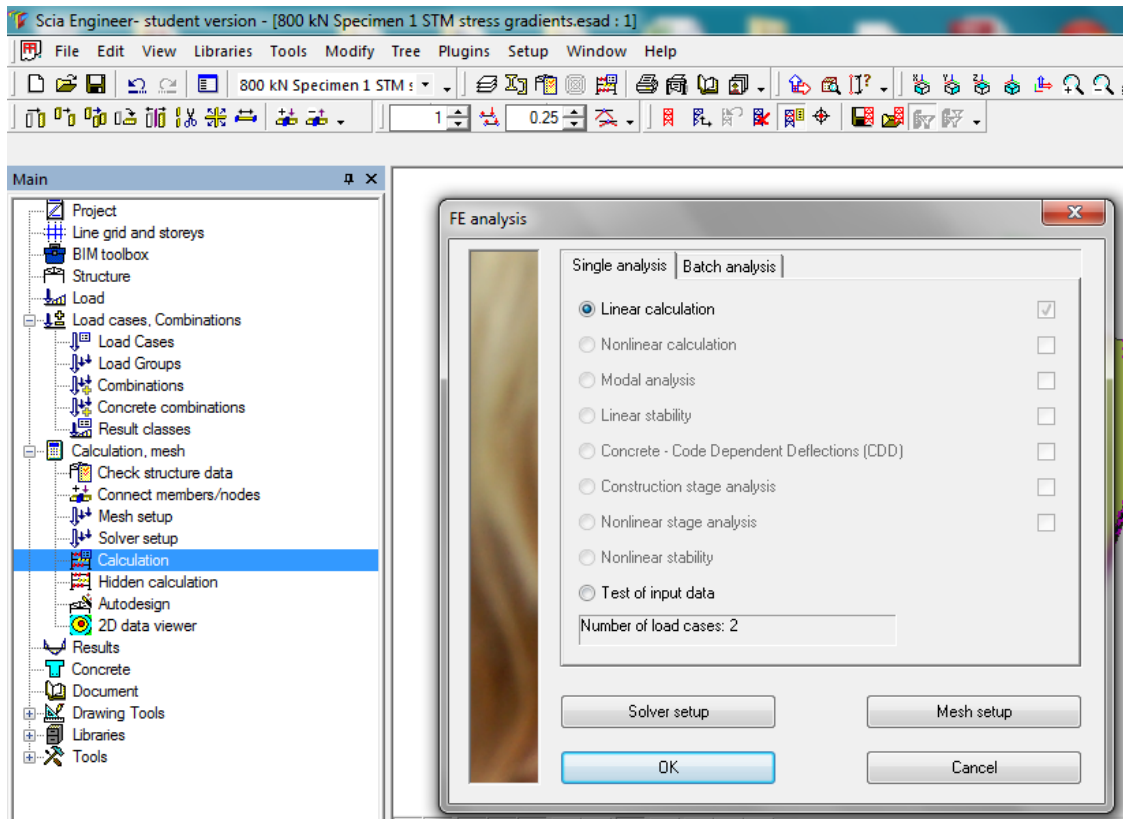 Scia Engineer- student version - [800 kN Specimen 1 STM stress gradients.esad : 1]
File Edit View Libraries Tools Modify Tree Plugins Setup Window Help
800 kN Specimen 1 STM
1 0.25
Main
Project
Line grid and storeys
BIM toolbox
Structure
Load
Load cases, Combinations
Load Cases
Load Groups
Combinations
Concrete combinations
Result classes
Calculation, mesh
Check structure data
Connect members/nodes
Mesh setup
Solver setup
Calculation
Hidden calculation
Autodesign
2D data viewer
Results
Concrete
Document
Drawing Tools
Libraries
Tools
FE analysis
Single analysis Batch analysis
Linear calculation
Nonlinear calculation
Modal analysis
Linear stability
Concrete - Code Dependent Deflections (CDD)
Construction stage analysis
Nonlinear stage analysis
Nonlinear stability
Test of input data
Number of load cases: 2
Solver setup Mesh setup
OK Cancel